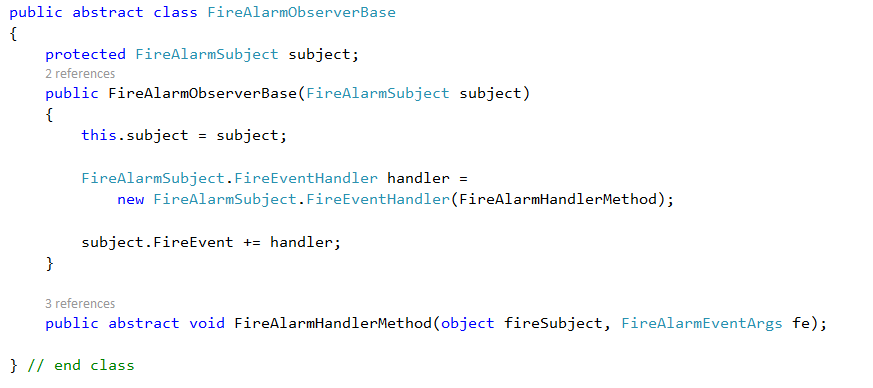 public abstract class FireAlarmObserverBase
{
protected FireAlarmSubject subject;
2 references
public FireAlarmObserverBase(FireAlarmSubject subject)
{
this.subject = subject;
FireAlarmSubject.FireEventHandler handler =
new FireAlarmSubject.FireEventHandler(FireAlarmHandlerMethod);
subject.FireEvent += handler;
}
3 references
public abstract void FireAlarmHandlerMethod(object fireSubject, FireAlarmEventArgs fe);
} // end class